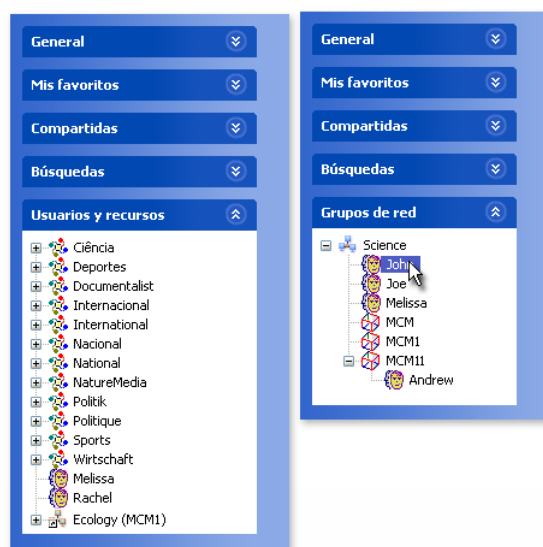 General
Mis favoritos
Compartidas
Búsquedas
Usuarios y recursos
Ciência
Deportes
Documentalist
Internacional
International
Nacional
National
NatureMedia
Politik
Politique
Sports
Wirtschaft
Melissa
Rachel
Ecology (MCM1)
General
Mis favoritos
Compartidas
Búsquedas
Grupos de red
Science
John
Joe
Melissa
MCM
MCM1
MCM11
Andrew